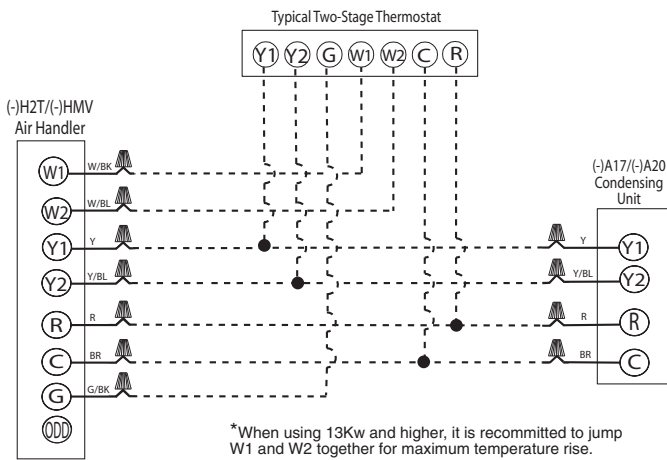 Typical Two-Stage Thermostat
Y1 Y2 G W1 W2 C R
(-)H2T/(-)HMV
Air Handler
(-)A17/(-)A20
Condensing
Unit
W1 W/BK
W2 W/BL
Y1 Y Y Y1
Y2 Y/BL Y/BL Y2
R R R R
C BR BR C
G G/BK
ODD
*When using 13Kw and higher, it is recommitted to jump
W1 and W2 together for maximum temperature rise.